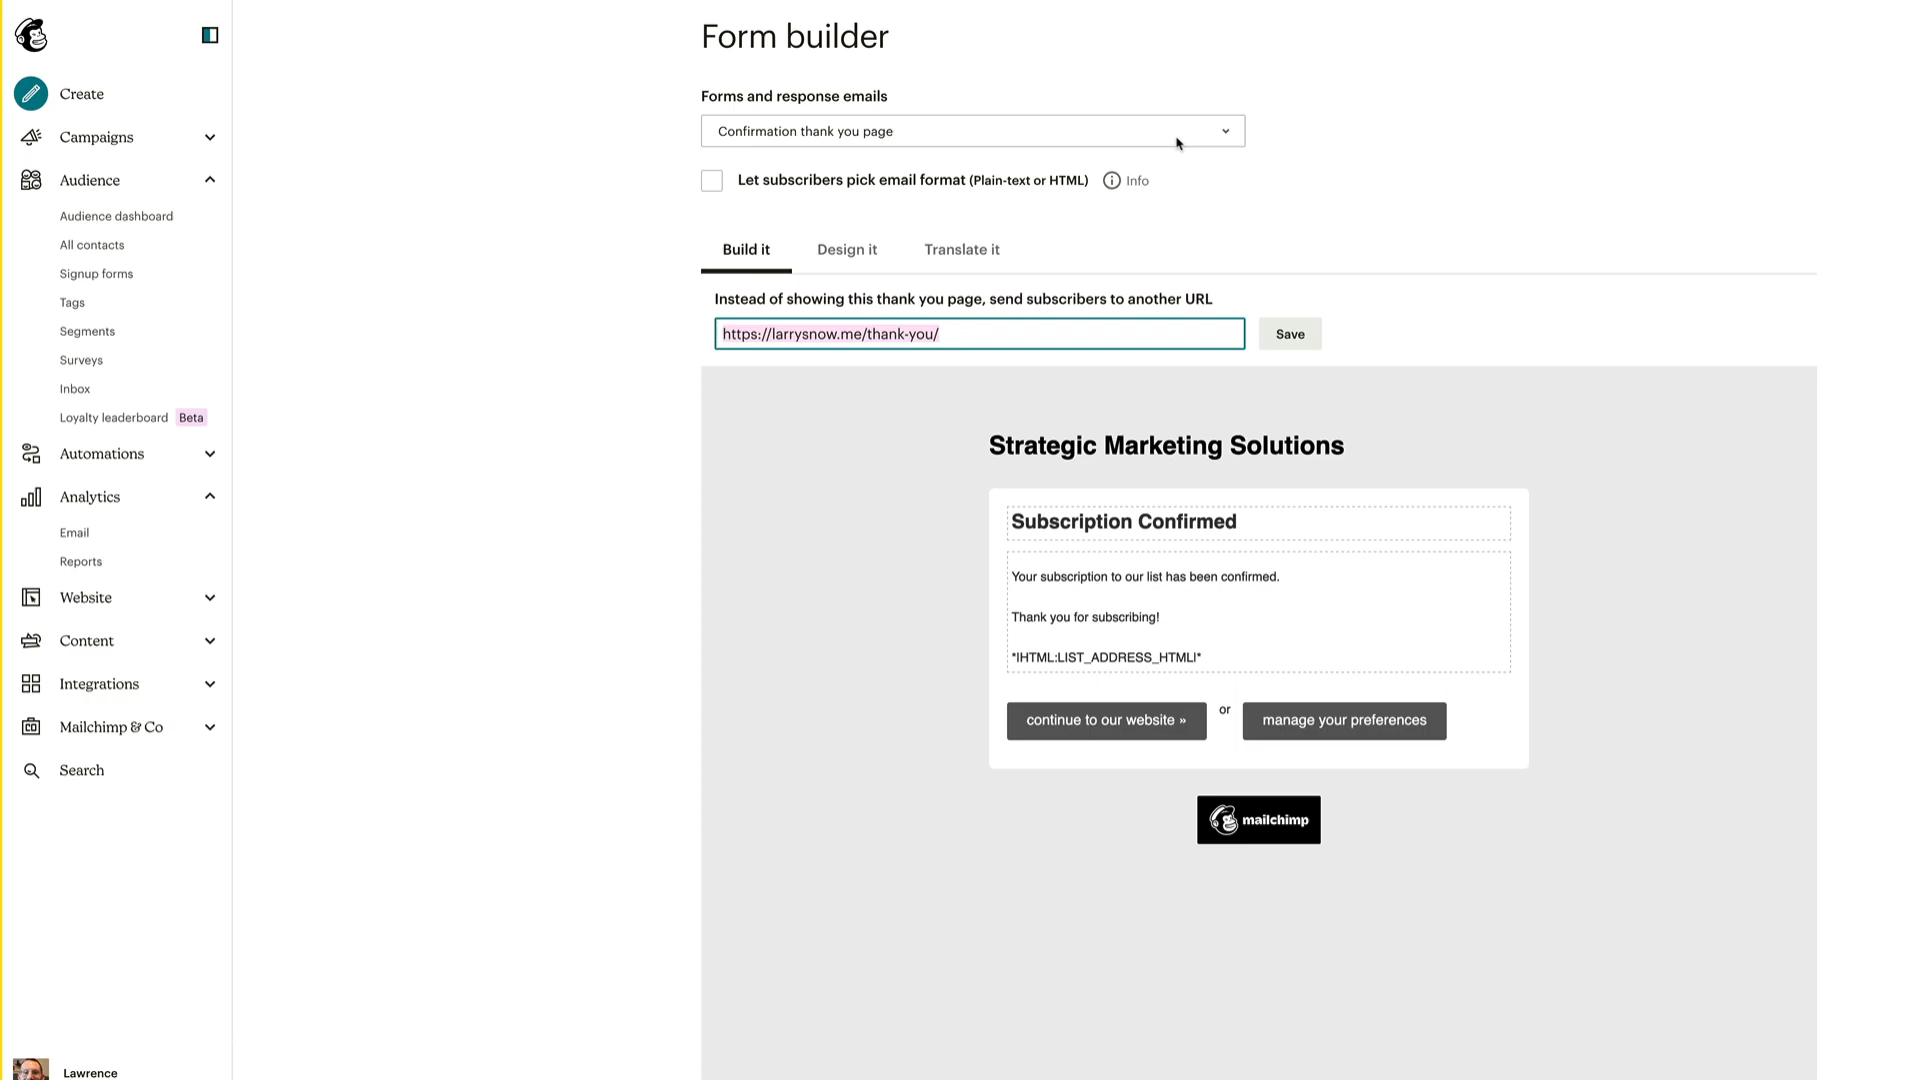 Create
Campaigns
Audience
Audience dashboard
All contacts
Signup forms
Tags
Segments
Surveys
Inbox
Loyalty leaderboard Beta
Automations
Analytics
Email
Reports
Website
Content
Integrations
Mailchimp & Co
Search
Lawrence
Form builder
Forms and response emails
Confirmation thank you page
Let subscribers pick email format (Plain-text or HTML) Info
Build it Design it Translate it
Instead of showing this thank you page, send subscribers to another URL
https://larrysnow.me/thank-you/ Save
Strategic Marketing Solutions
Subscription Confirmed
Your subscription to our list has been confirmed.
Thank you for subscribing!
*|HTML:LIST_ADDRESS_HTML|*
continue to our website » or manage your preferences
mailchimp